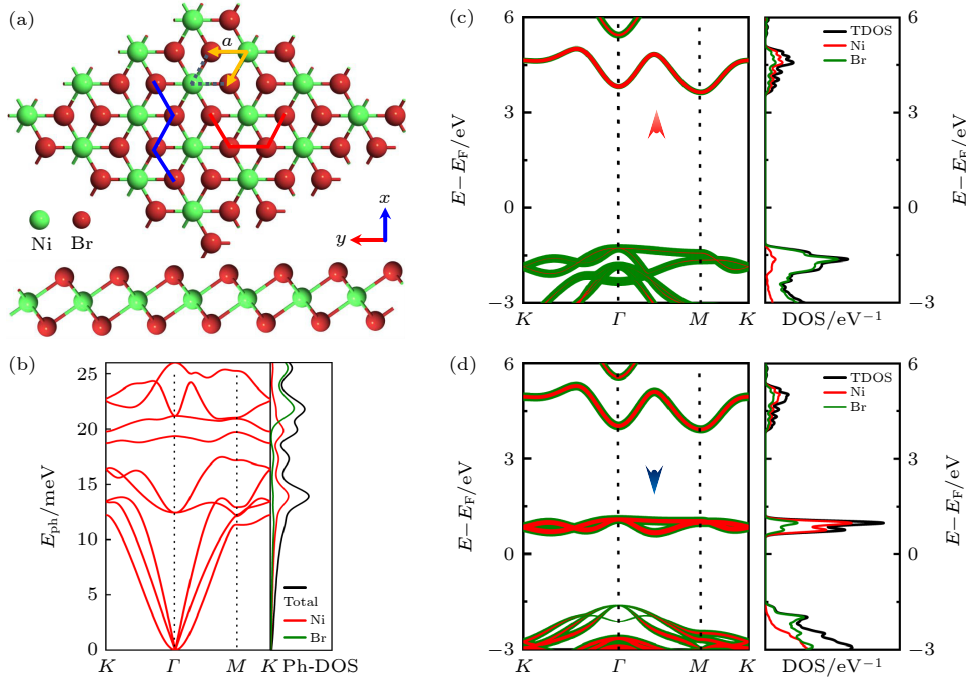 (a)
a
Ni
Br
x
y
(b)
25
20
15
10
5
0
E_ph/meV
K
Γ
M
K
Ph-DOS
Total
Ni
Br
(c)
6
3
0
−3
E−E_F/eV
K
Γ
M
K
TDOS
Ni
Br
DOS/eV⁻¹
6
3
0
−3
E−E_F/eV
(d)
6
3
0
−3
E−E_F/eV
K
Γ
M
K
TDOS
Ni
Br
DOS/eV⁻¹
6
3
0
−3
E−E_F/eV